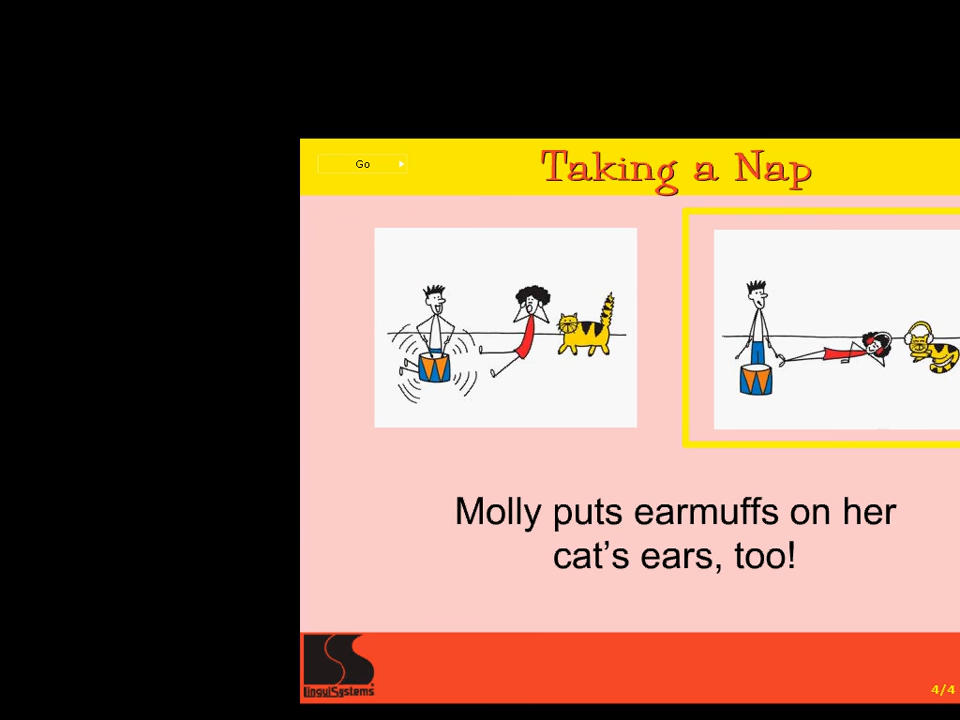 Go
Taking a Nap
Molly puts earmuffs on her
cat’s ears, too!
LinguiSystems
4/4